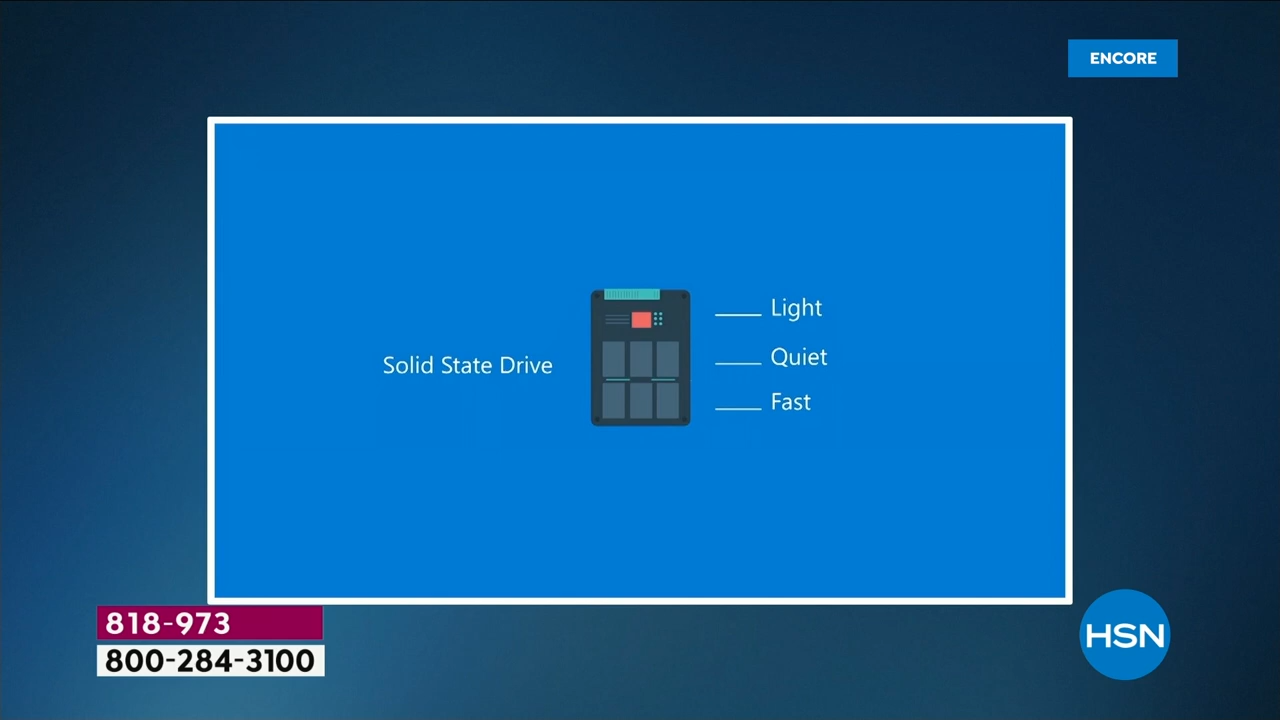 ENCORE
Solid State Drive
Light
Quiet
Fast
818-973
800-284-3100
HSN